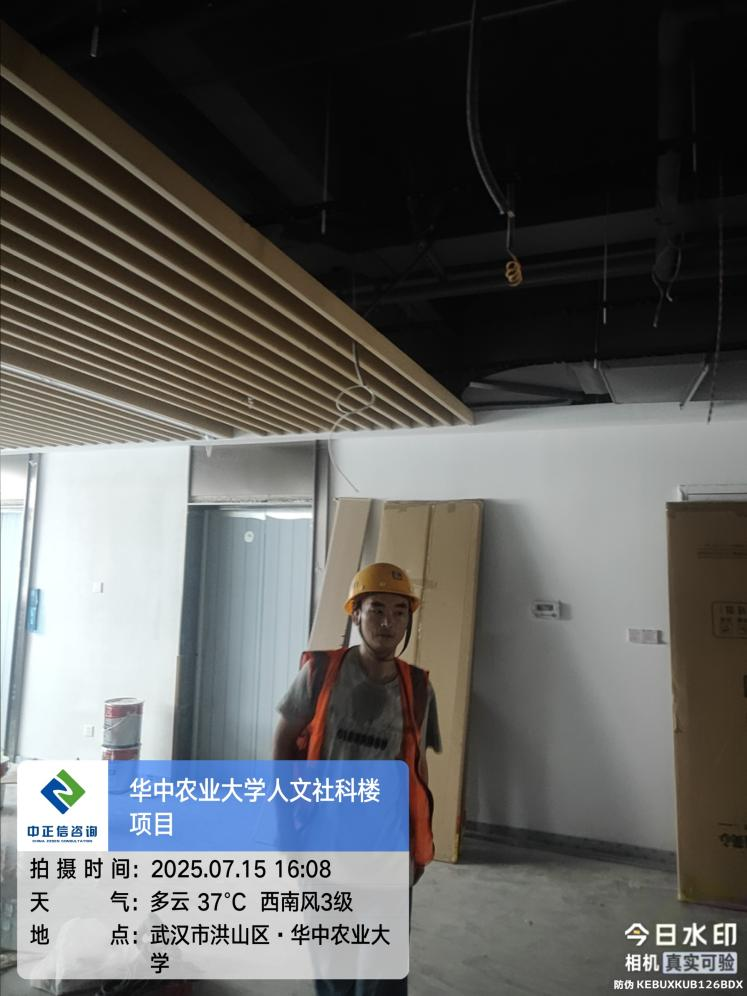 华中农业大学人文社科楼
项目
中正信咨询
拍摄时间：2025.07.15 16:08
天气：多云 37℃ 西南风3级
地点：武汉市洪山区·华中农业大
学
今日水印
相机 真实可验
防伪 KEBUXKUB126BDX